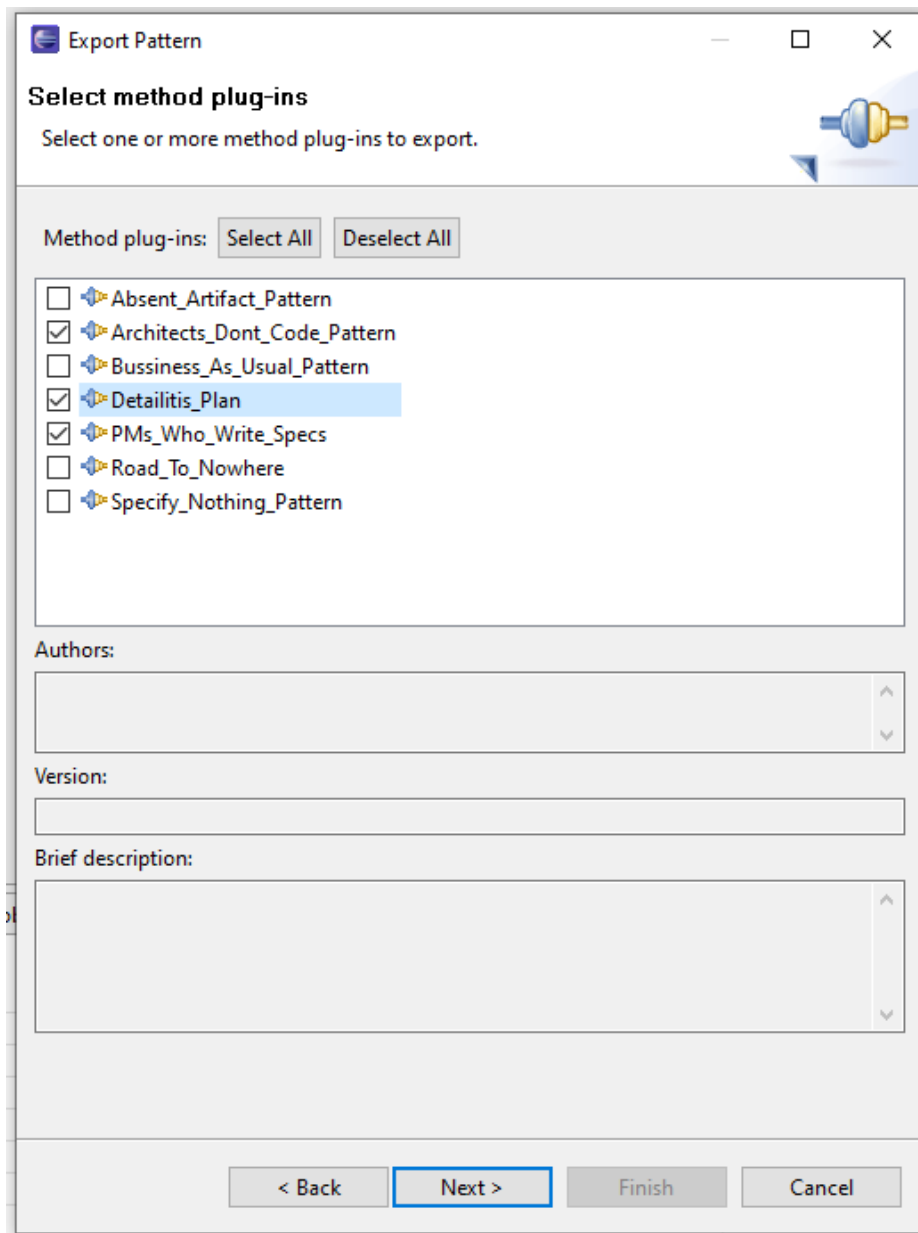 Export Pattern
Select method plug-ins
Select one or more method plug-ins to export.
Method plug-ins: Select All Deselect All
Absent_Artifact_Pattern
Architects_Dont_Code_Pattern
Bussiness_As_Usual_Pattern
Detailitis_Plan
PMs_Who_Write_Specs
Road_To_Nowhere
Specify_Nothing_Pattern
Authors:
Version:
Brief description:
< Back Next > Finish Cancel